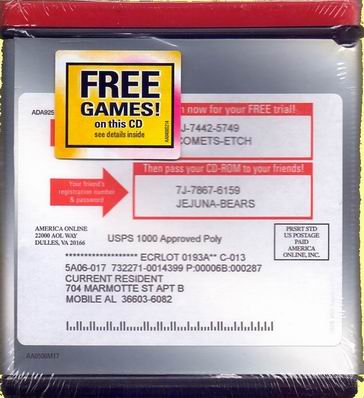 FREE
GAMES!
on this CD
see details inside
AA0800Z14
ADA925
n now for your FREE trial!
J-7442-5749
COMETS-ETCH
Then pass your CD-ROM to your friends!
Your friend's
registration number
& password
7J-7867-6159
JEJUNA-BEARS
AMERICA ONLINE
22000 AOL WAY
DULLES, VA 20166
USPS 1000 Approved Poly
PRSRT STD
US POSTAGE
PAID
AMERICA
ONLINE, INC.
******************* ECRLOT 0193A** C-013
5A06-017 732271-0014399 P:00006B:000287
CURRENT RESIDENT
704 MARMOTTE ST APT B
MOBILE AL 36603-6082
AA0506M17